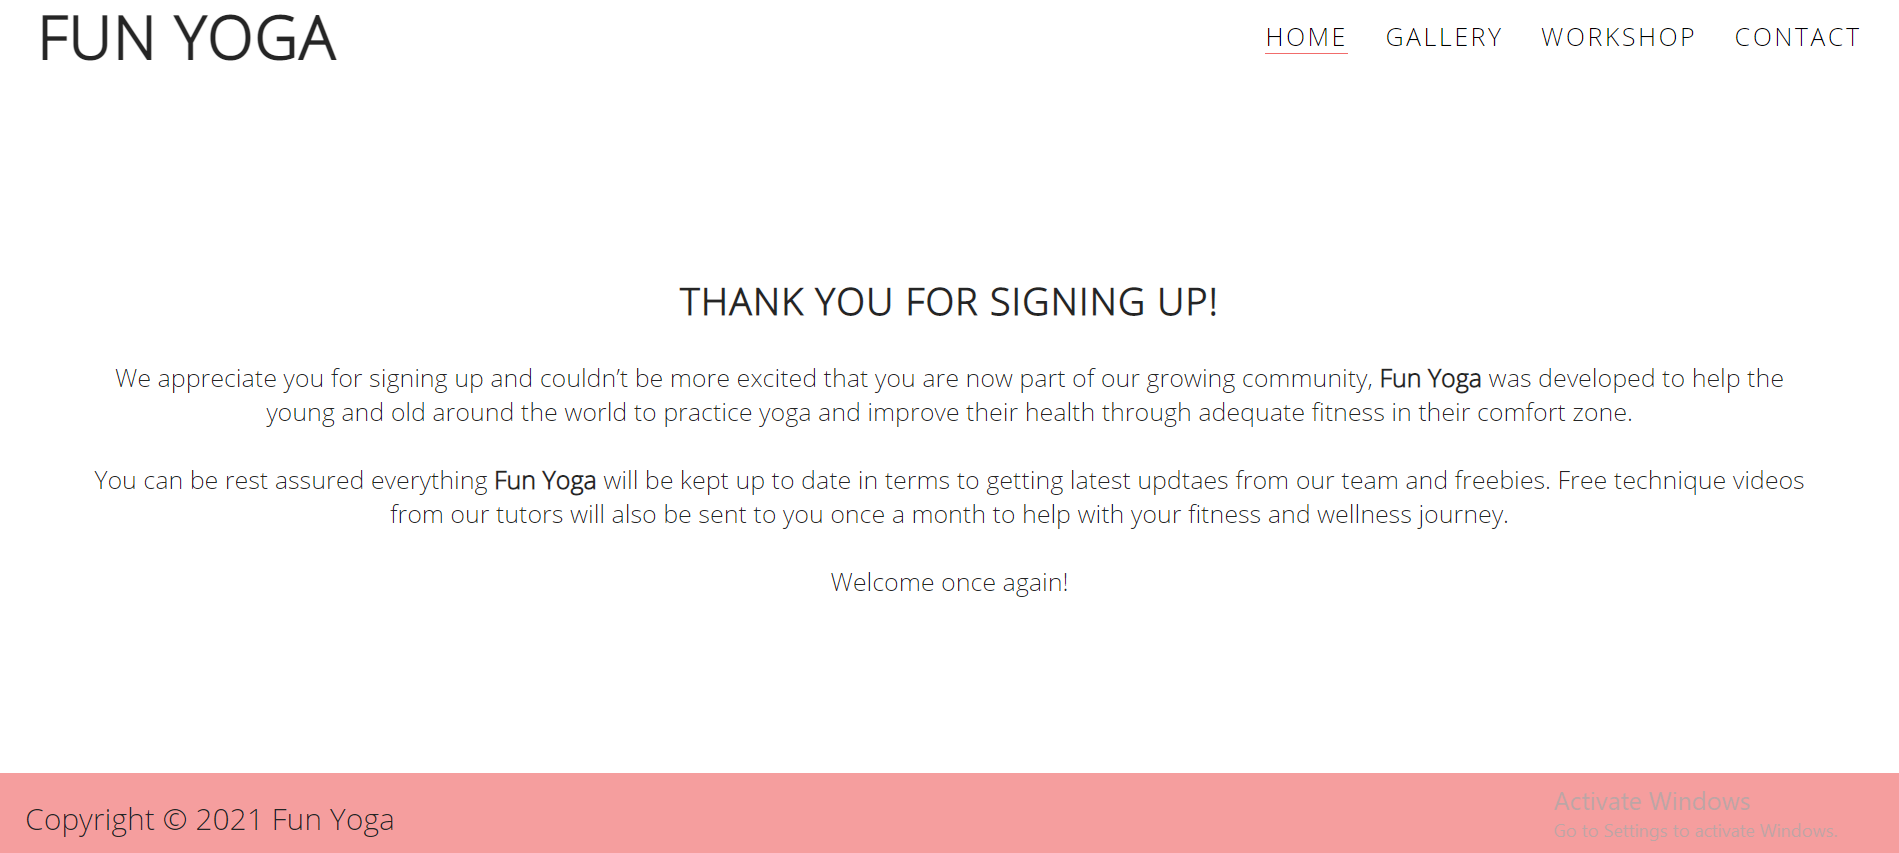 FUN YOGA
HOME GALLERY WORKSHOP CONTACT
THANK YOU FOR SIGNING UP!
We appreciate you for signing up and couldn’t be more excited that you are now part of our growing community, Fun Yoga was developed to help the
young and old around the world to practice yoga and improve their health through adequate fitness in their comfort zone.
You can be rest assured everything Fun Yoga will be kept up to date in terms to getting latest updtaes from our team and freebies. Free technique videos
from our tutors will also be sent to you once a month to help with your fitness and wellness journey.
Welcome once again!
Copyright © 2021 Fun Yoga
Activate Windows
Go to Settings to activate Windows.